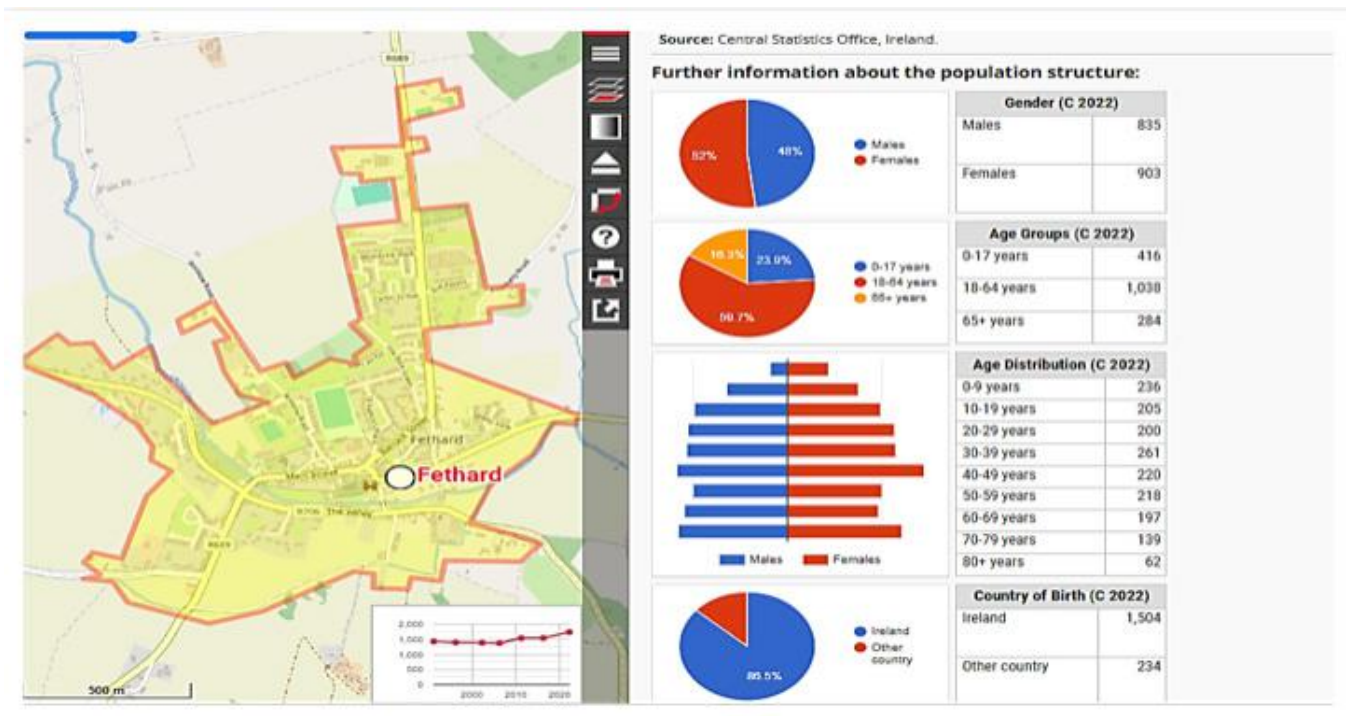 R689
Fethard
Fethard
R706 THE VALLEY
R689
500 m
2,000
1,500
1,000
500
0
2000 2010 2020
Source: Central Statistics Office, Ireland.
Further information about the population structure:
52% 48%
Males
Females
Gender (C 2022)
Males 835
Females 903
16.3% 23.9%
59.7%
0-17 years
18-64 years
65+ years
Age Groups (C 2022)
0-17 years 416
18-64 years 1,038
65+ years 284
Males Females
Age Distribution (C 2022)
0-9 years 236
10-19 years 205
20-29 years 200
30-39 years 261
40-49 years 220
50-59 years 218
60-69 years 197
70-79 years 139
80+ years 62
86.5%
Ireland
Other
country
Country of Birth (C 2022)
Ireland 1,504
Other country 234